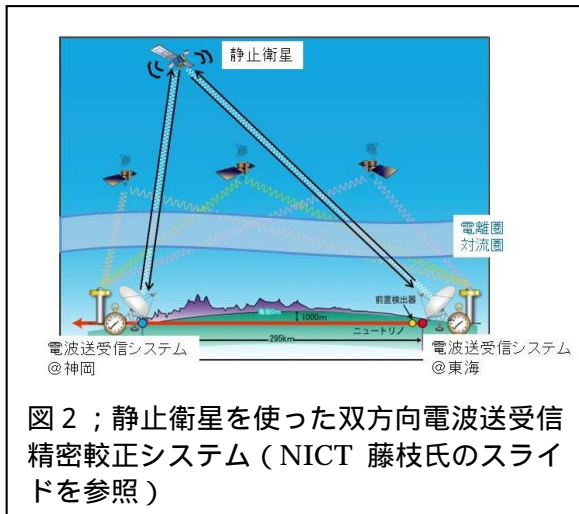 静止衛星
電離圏
対流圏
前置検出器
海抜0m
1000m
ニュートリノ
295km
電波送受信システム
@神岡
電波送受信システム
@東海
図2;静止衛星を使った双方向電波送受信
精密較正システム(NICT 藤枝氏のスライ
ドを参照)